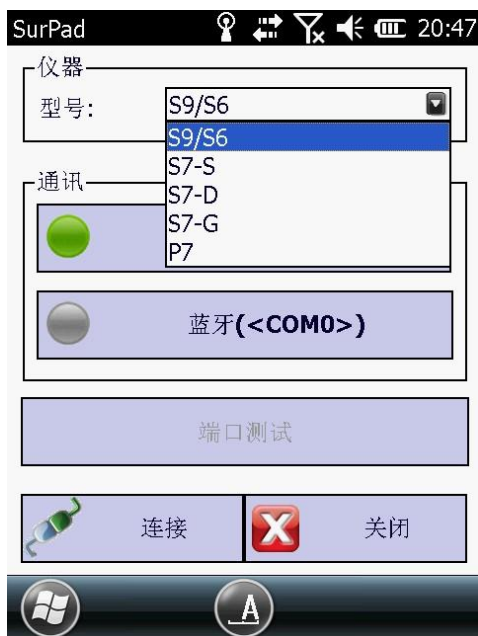 SurPad 20:47
仪器
型号: S9/S6
S9/S6
S7-S
S7-D
S7-G
P7
通讯
蓝牙(<COM0>)
端口测试
连接 关闭
A